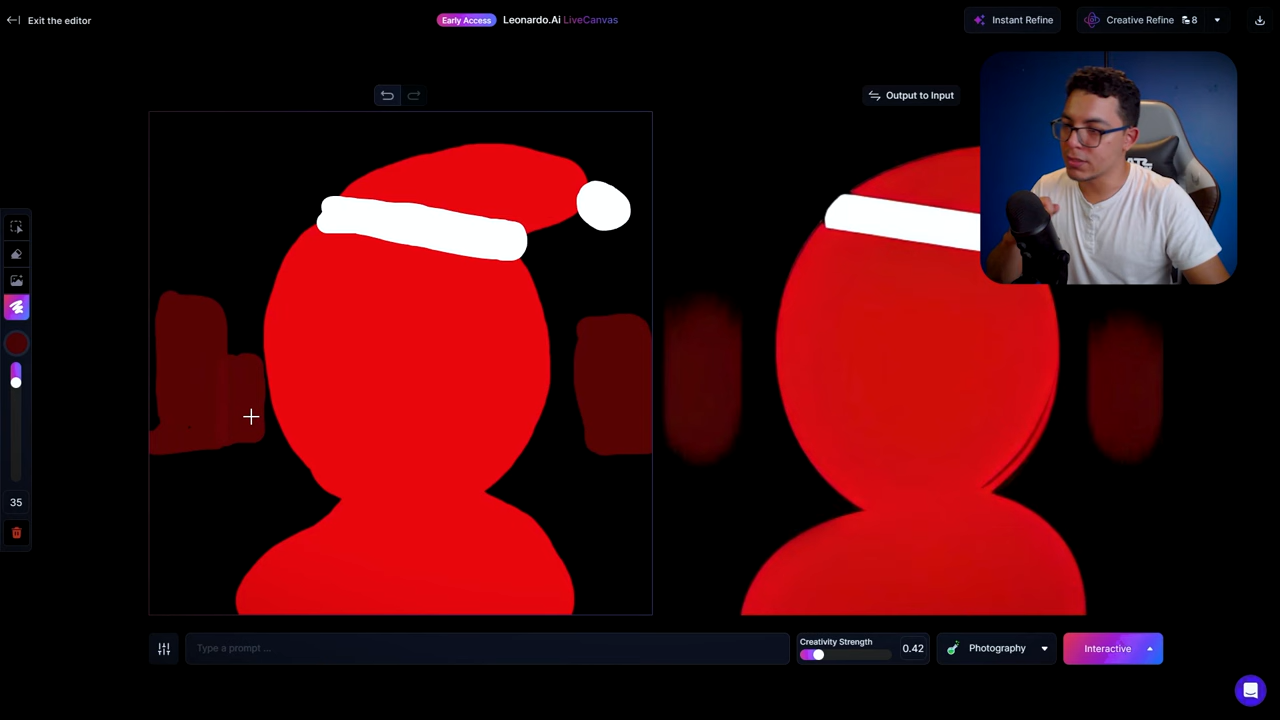 Exit the editor
Early Access Leonardo.Ai LiveCanvas
Instant Refine
Creative Refine 8
Output to Input
35
Type a prompt ...
Creativity Strength
0.42
Photography
Interactive